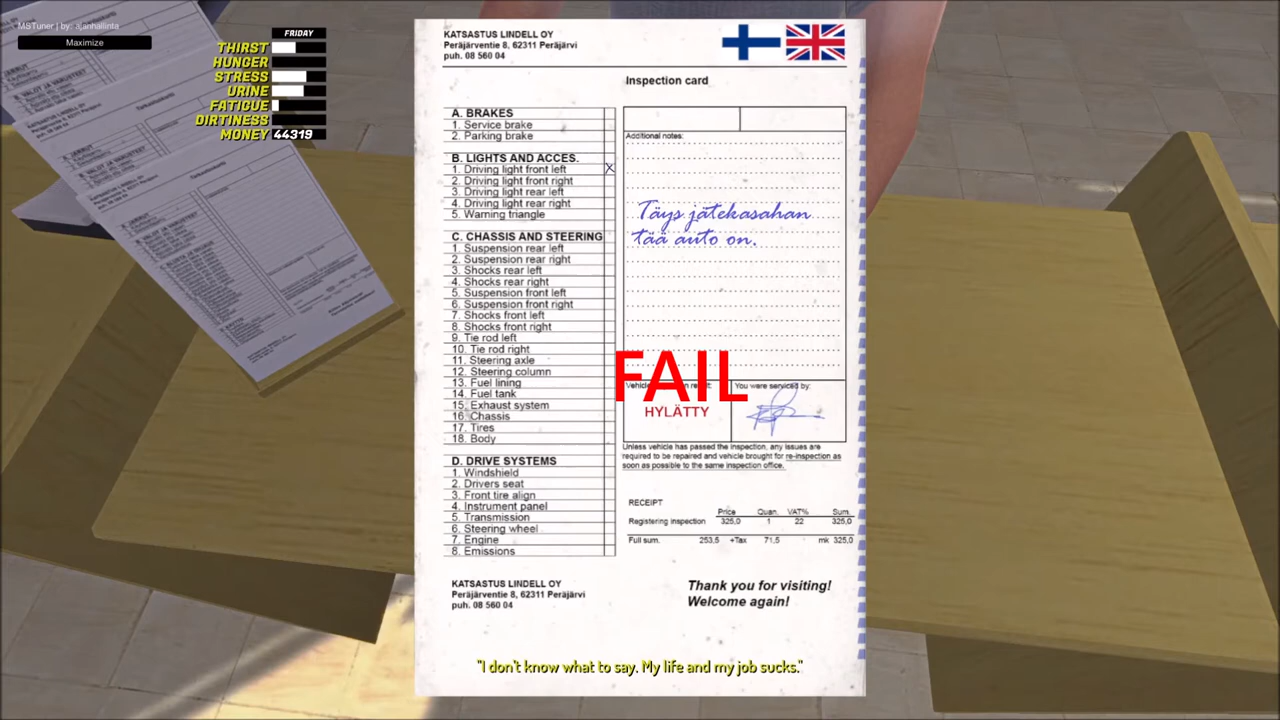 MSTuner | by: ajanhallinta
Maximize
FRIDAY
THIRST
HUNGER
STRESS
URINE
FATIGUE
DIRTINESS
MONEY 44319
KATSASTUS LINDELL OY
Peräjärventie 8, 62311 Peräjärvi
puh. 08 560 04
Inspection card
A. BRAKES
1. Service brake
2. Parking brake
B. LIGHTS AND ACCES.
1. Driving light front left X
2. Driving light front right
3. Driving light rear left
4. Driving light rear right
5. Warning triangle
C. CHASSIS AND STEERING
1. Suspension rear left
2. Suspension rear right
3. Shocks rear left
4. Shocks rear right
5. Suspension front left
6. Suspension front right
7. Shocks front left
8. Shocks front right
9. Tie rod left
10. Tie rod right
11. Steering axle
12. Steering column
13. Fuel lining
14. Fuel tank
15. Exhaust system
16. Chassis
17. Tires
18. Body
D. DRIVE SYSTEMS
1. Windshield
2. Drivers seat
3. Front tire align
4. Instrument panel
5. Transmission
6. Steering wheel
7. Engine
8. Emissions
Additional notes:
Täys jätekasahan
tää auto on.
FAIL
You were serviced by:
HYLÄTTY
Unless vehicle has passed the inspection, any issues are
required to be repaired and vehicle brought for re-inspection as
soon as possible to the same inspection office.
RECEIPT
Price Quan. VAT% Sum.
Registering inspection 325,0 1 22 325,0
Full sum. 253,5 +Tax 71,5 mk 325,0
KATSASTUS LINDELL OY
Peräjärventie 8, 62311 Peräjärvi
puh. 08 560 04
Thank you for visiting!
Welcome again!
"I don't know what to say. My life and my job sucks."